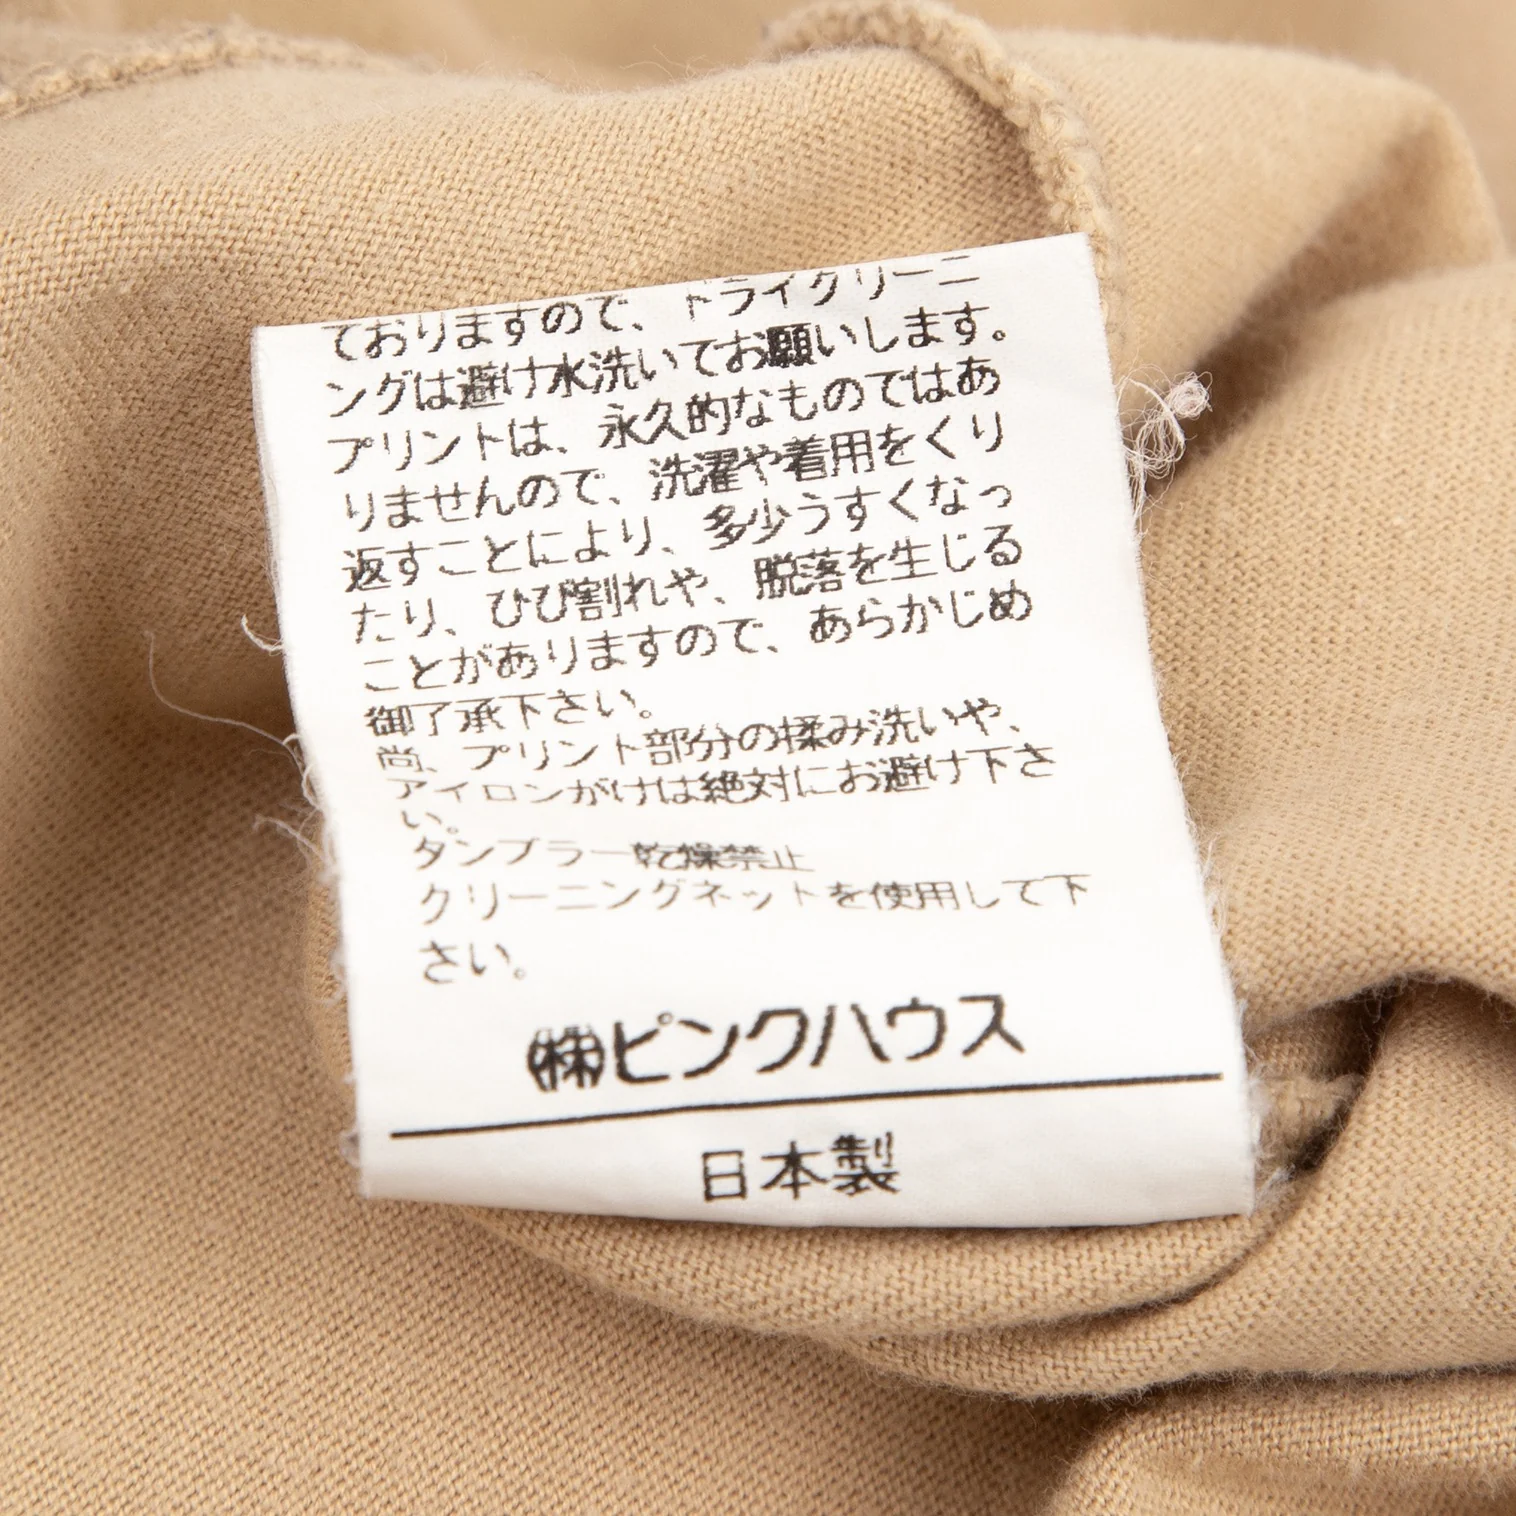 ておりますので、ドライクリーニ
ングは避け水洗いてお願いします。
プリントは、永久的なものではあ
りませんので、洗濯や着用をくり
返すことにより、多少うすくなっ
たり、ひび割れや、脱落を生じる
ことがありますので、あらかじめ
御了承下さい。
尚、プリント部分の揉み洗いや、
アイロンがけは絶対にお避け下さ
い。
タンブラー乾燥禁止
クリーニングネットを使用して下
さい。
㈱ピンクハウス
日本製